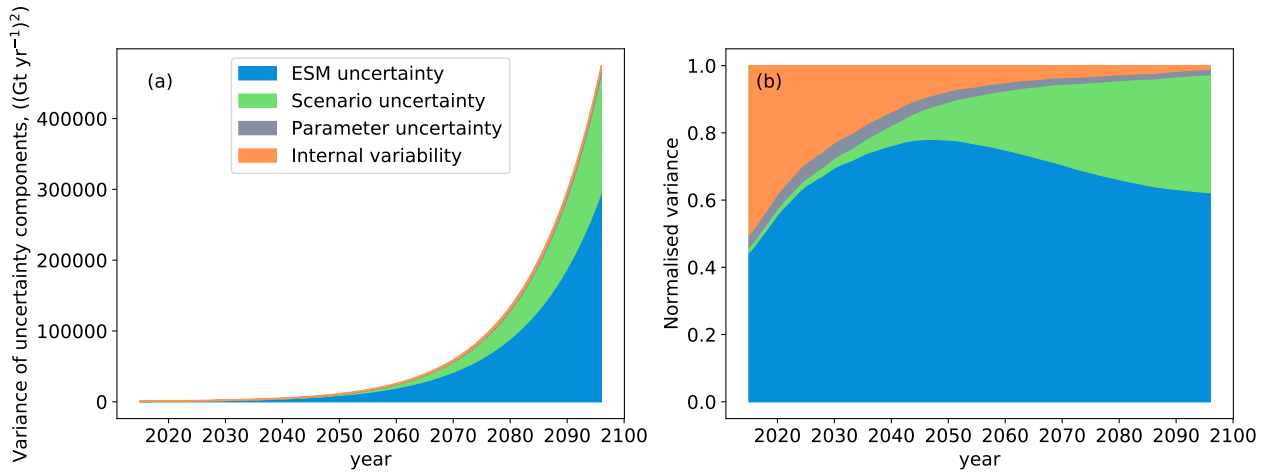 Variance of uncertainty components, ((Gt yr⁻¹)²)
(a)
ESM uncertainty
Scenario uncertainty
Parameter uncertainty
Internal variability
400000
300000
200000
100000
0
2020 2030 2040 2050 2060 2070 2080 2090 2100
year
Normalised variance
(b)
1.0
0.8
0.6
0.4
0.2
0.0
2020 2030 2040 2050 2060 2070 2080 2090 2100
year